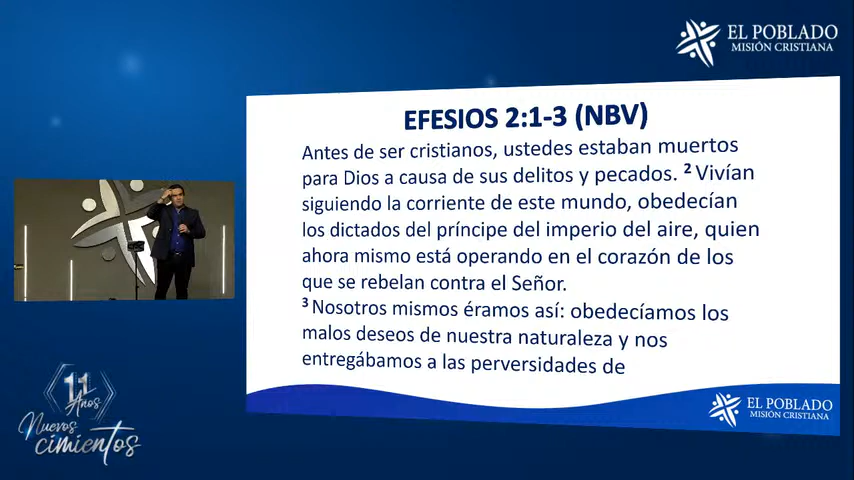 EL POBLADO
MISIÓN CRISTIANA
EFESIOS 2:1-3 (NBV)
Antes de ser cristianos, ustedes estaban muertos
para Dios a causa de sus delitos y pecados. ² Vivían
siguiendo la corriente de este mundo, obedecían
los dictados del príncipe del imperio del aire, quien
ahora mismo está operando en el corazón de los
que se rebelan contra el Señor.
³ Nosotros mismos éramos así: obedecíamos los
malos deseos de nuestra naturaleza y nos
entregábamos a las perversidades de
11
Años
Nuevos
cimientos
EL POBLADO
MISIÓN CRISTIANA